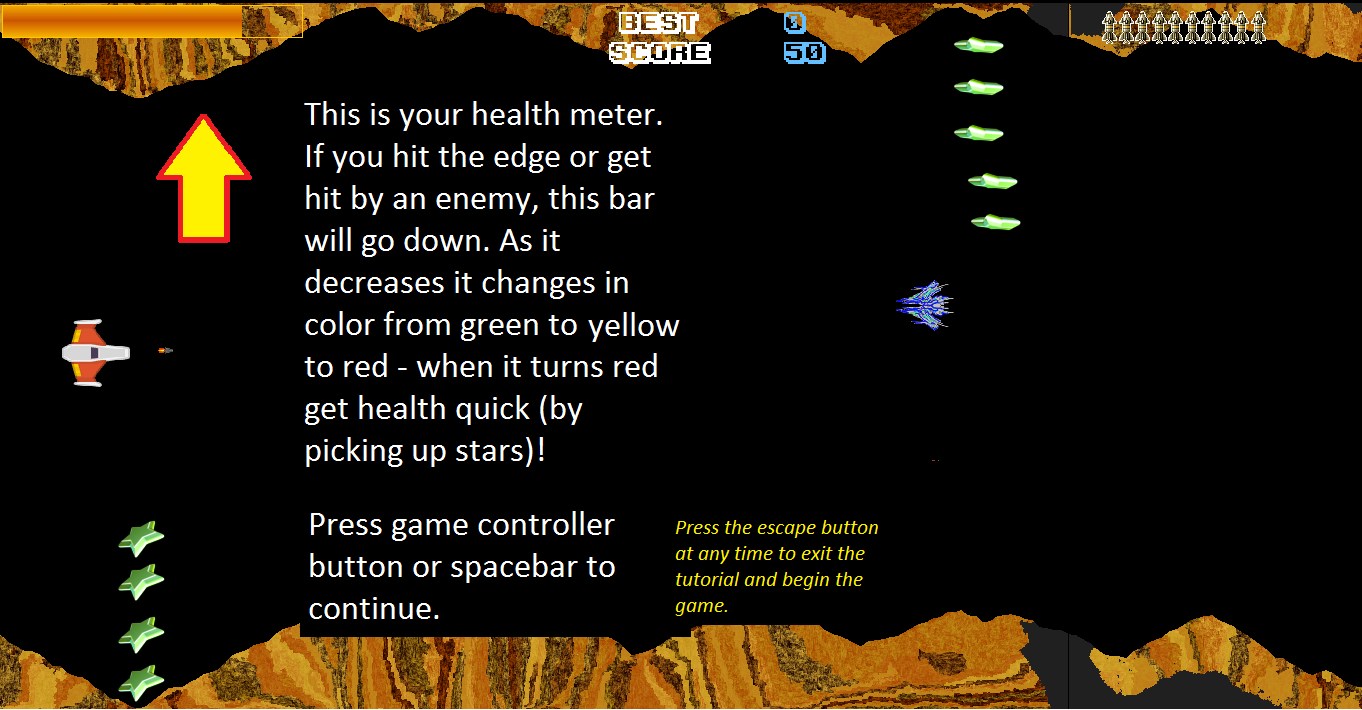 BEST 0
SCORE 50
This is your health meter.
If you hit the edge or get
hit by an enemy, this bar
will go down. As it
decreases it changes in
color from green to yellow
to red - when it turns red
get health quick (by
picking up stars)!
Press game controller
button or spacebar to
continue.
Press the escape button
at any time to exit the
tutorial and begin the
game.